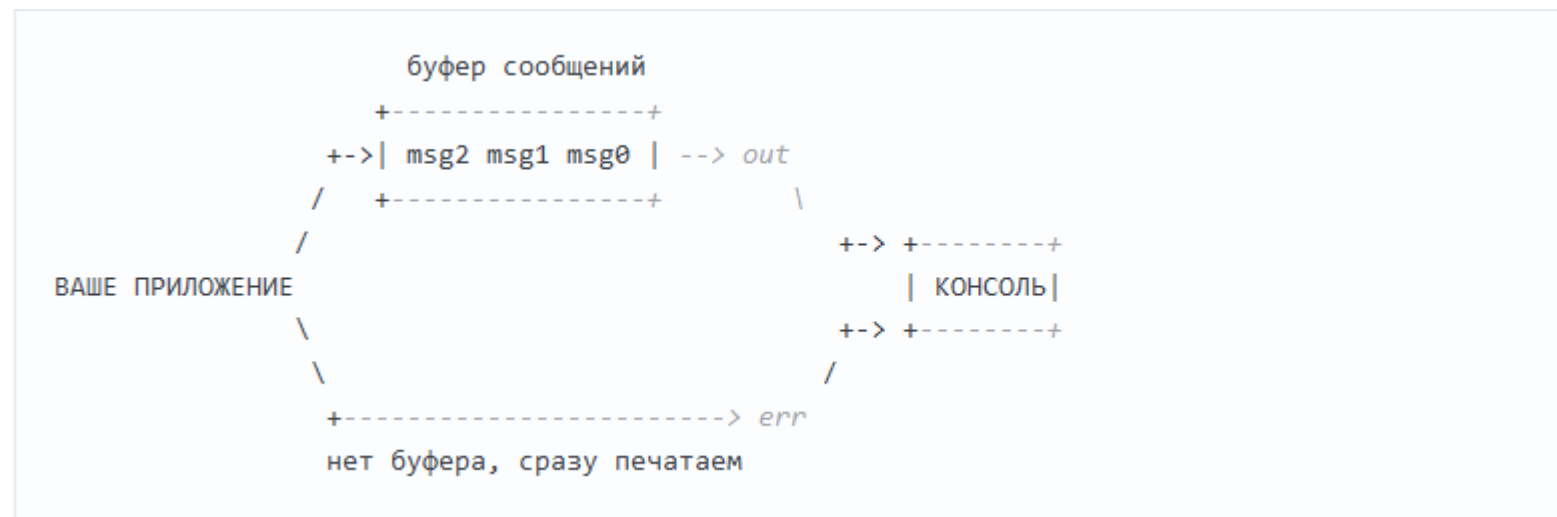 буфер сообщений
+----------------+
+->| msg2 msg1 msg0 | --> out
/   +----------------+        \
/                                 +-> +--------+
ВАШЕ ПРИЛОЖЕНИЕ                                      | КОНСОЛЬ|
\                                 +-> +--------+
\                               /
+------------------------> err
нет буфера, сразу печатаем